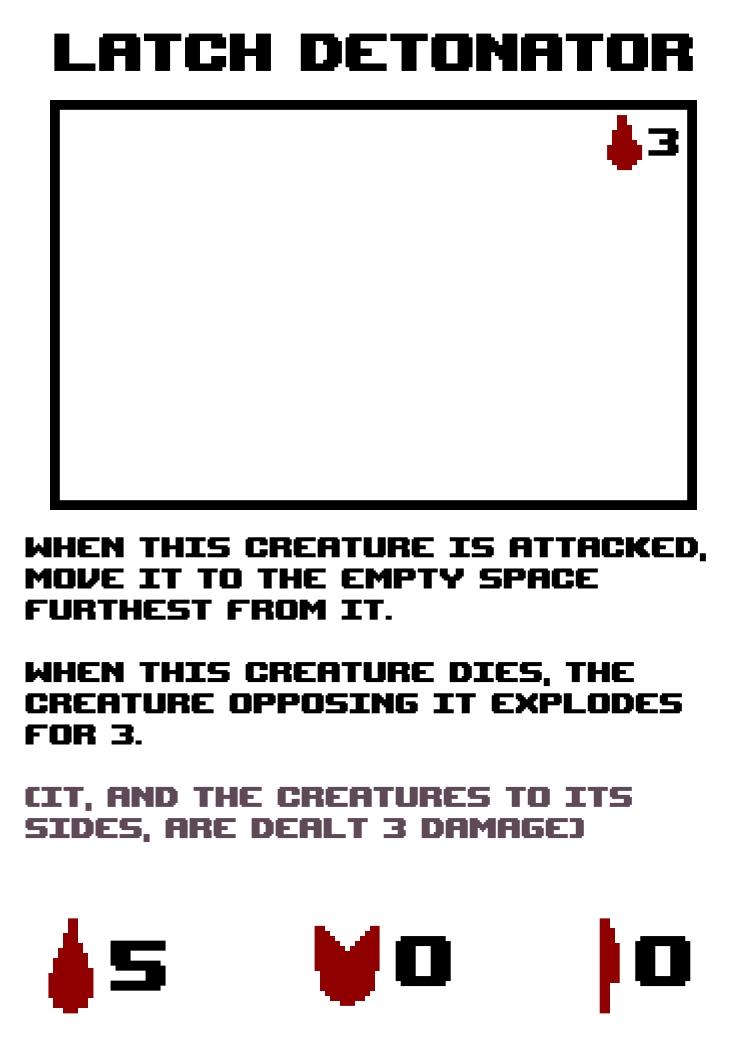 LATCH DETONATOR
3
WHEN THIS CREATURE IS ATTACKED,
MOVE IT TO THE EMPTY SPACE
FURTHEST FROM IT.
WHEN THIS CREATURE DIES, THE
CREATURE OPPOSING IT EXPLODES
FOR 3.
(IT, AND THE CREATURES TO ITS
SIDES, ARE DEALT 3 DAMAGE)
5 0 0